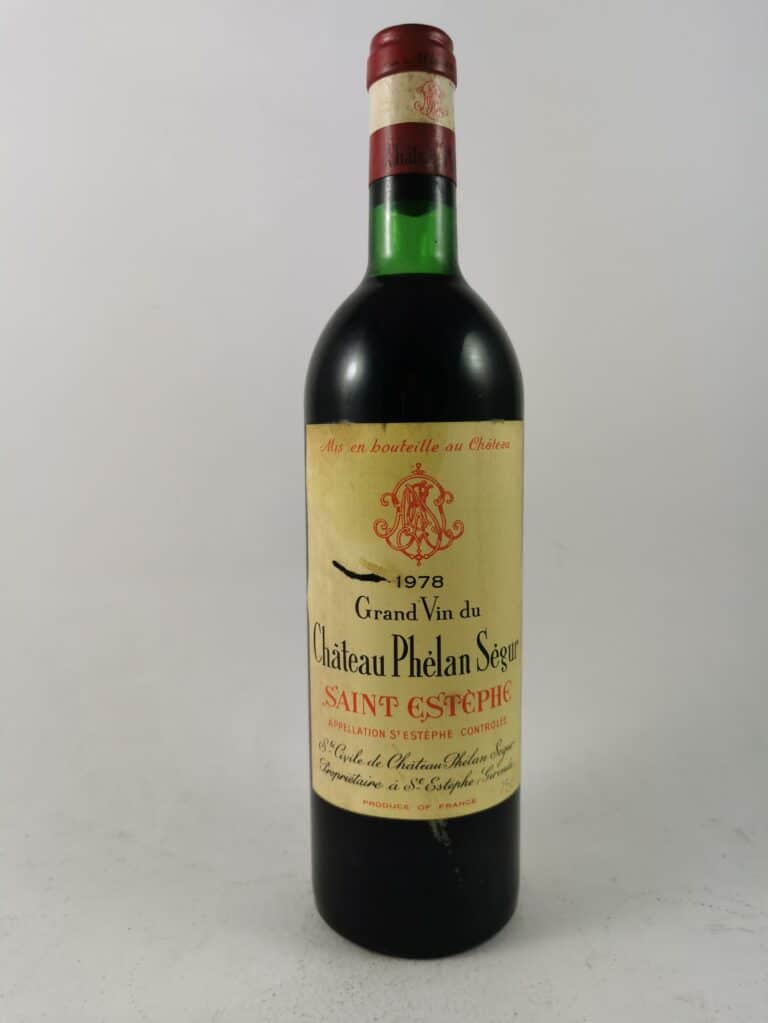 Château
Mis en bouteille au Château
1978
Grand Vin du
Château Phélan Ségur
SAINT ESTÈPHE
APPELLATION ST ESTÈPHE CONTROLÉE
Sté Civile de Château Phélan Ségur
Propriétaire à St Estèphe (Gironde)
PRODUCE OF FRANCE